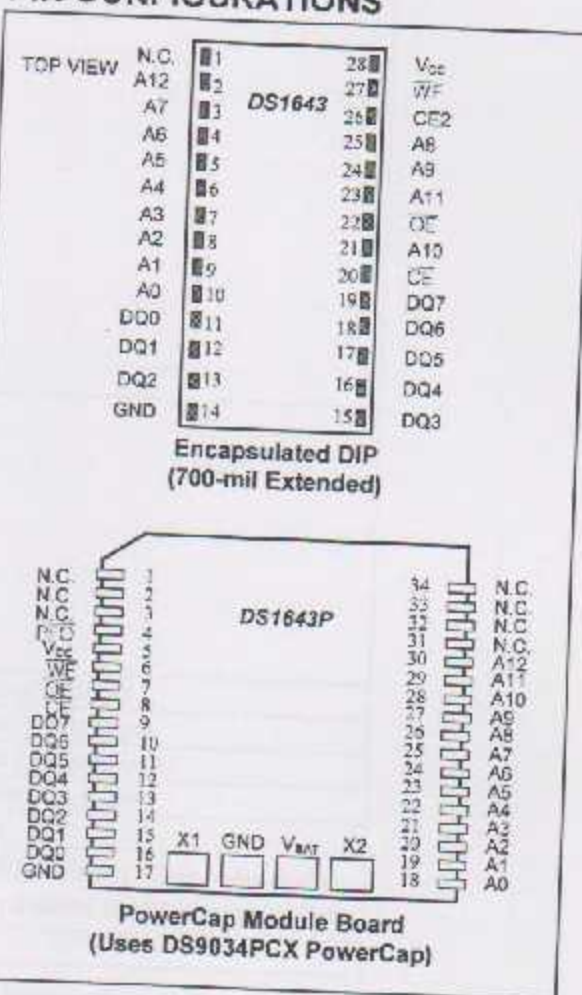 PIN CONFIGURATIONS
TOP VIEW
DS1643
N.C. 1
A12 2
A7 3
A6 4
A5 5
A4 6
A3 7
A2 8
A1 9
A0 10
DQ0 11
DQ1 12
DQ2 13
GND 14
28 VCC
27 WE
26 CE2
25 A8
24 A9
23 A11
22 OE
21 A10
20 CE
19 DQ7
18 DQ6
17 DQ5
16 DQ4
15 DQ3
Encapsulated DIP
(700-mil Extended)
DS1643P
N.C. 1
N.C. 2
N.C. 3
4
VCC 5
WE 6
OE 7
CE 8
DQ7 9
DQ6 10
DQ5 11
DQ4 12
DQ3 13
DQ2 14
DQ1 15
DQ0 16
GND 17
34 N.C.
33 N.C.
32 N.C.
31 N.C.
30 A12
29 A11
28 A10
27 A9
26 A8
25 A7
24 A6
23 A5
22 A4
21 A3
20 A2
19 A1
18 A0
X1 GND VBAT X2
PowerCap Module Board
(Uses DS9034PCX PowerCap)